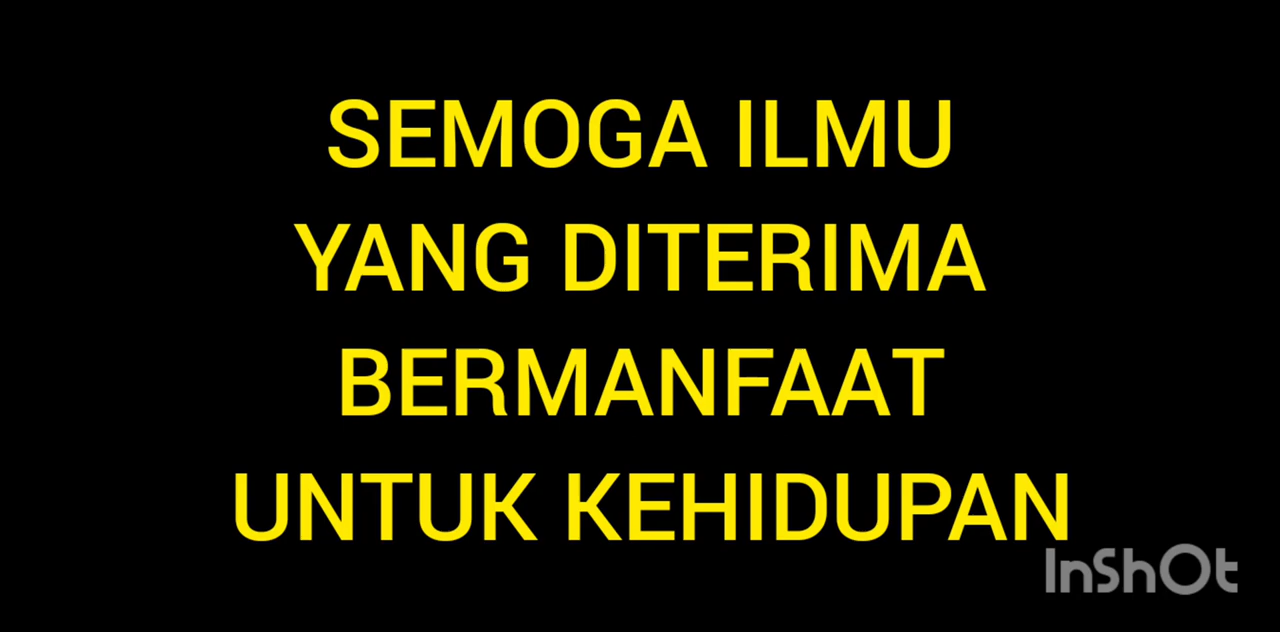 SEMOGA ILMU
YANG DITERIMA
BERMANFAAT
UNTUK KEHIDUPAN
InShOt